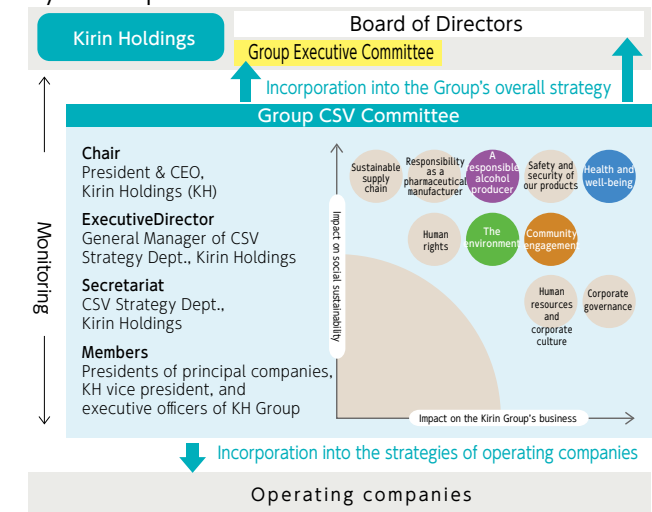 Kirin Holdings
Board of Directors
Group Executive Committee
Incorporation into the Group's overall strategy
Group CSV Committee
Monitoring
Chair
President & CEO,
Kirin Holdings (KH)
ExecutiveDirector
General Manager of CSV
Strategy Dept., Kirin Holdings
Secretariat
CSV Strategy Dept.,
Kirin Holdings
Members
Presidents of principal companies,
KH vice president, and
executive officers of KH Group
Impact on social sustainability
Sustainable
supply
chain
Responsibility
as a
pharmaceutical
manufacturer
A
responsible
alcohol
producer
Safety and
security of
our products
Health and
well-being
Human
rights
The
environment
Community
engagement
Human
resources
and
corporate
culture
Corporate
governance
Impact on the Kirin Group's business
Incorporation into the strategies of operating companies
Operating companies